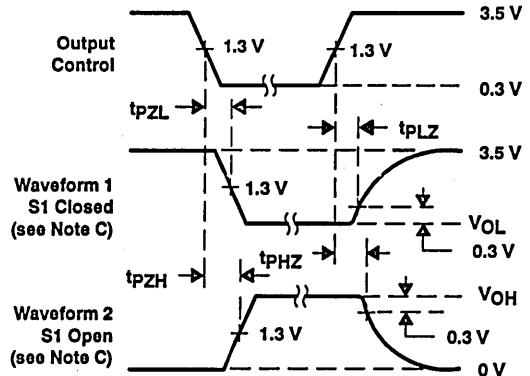 3.5 V
Output
Control
1.3 V
1.3 V
0.3 V
tPZL
tPLZ
3.5 V
Waveform 1
S1 Closed
(see Note C)
1.3 V
VOL
0.3 V
tPZH
tPHZ
VOH
Waveform 2
S1 Open
(see Note C)
1.3 V
0.3 V
0 V